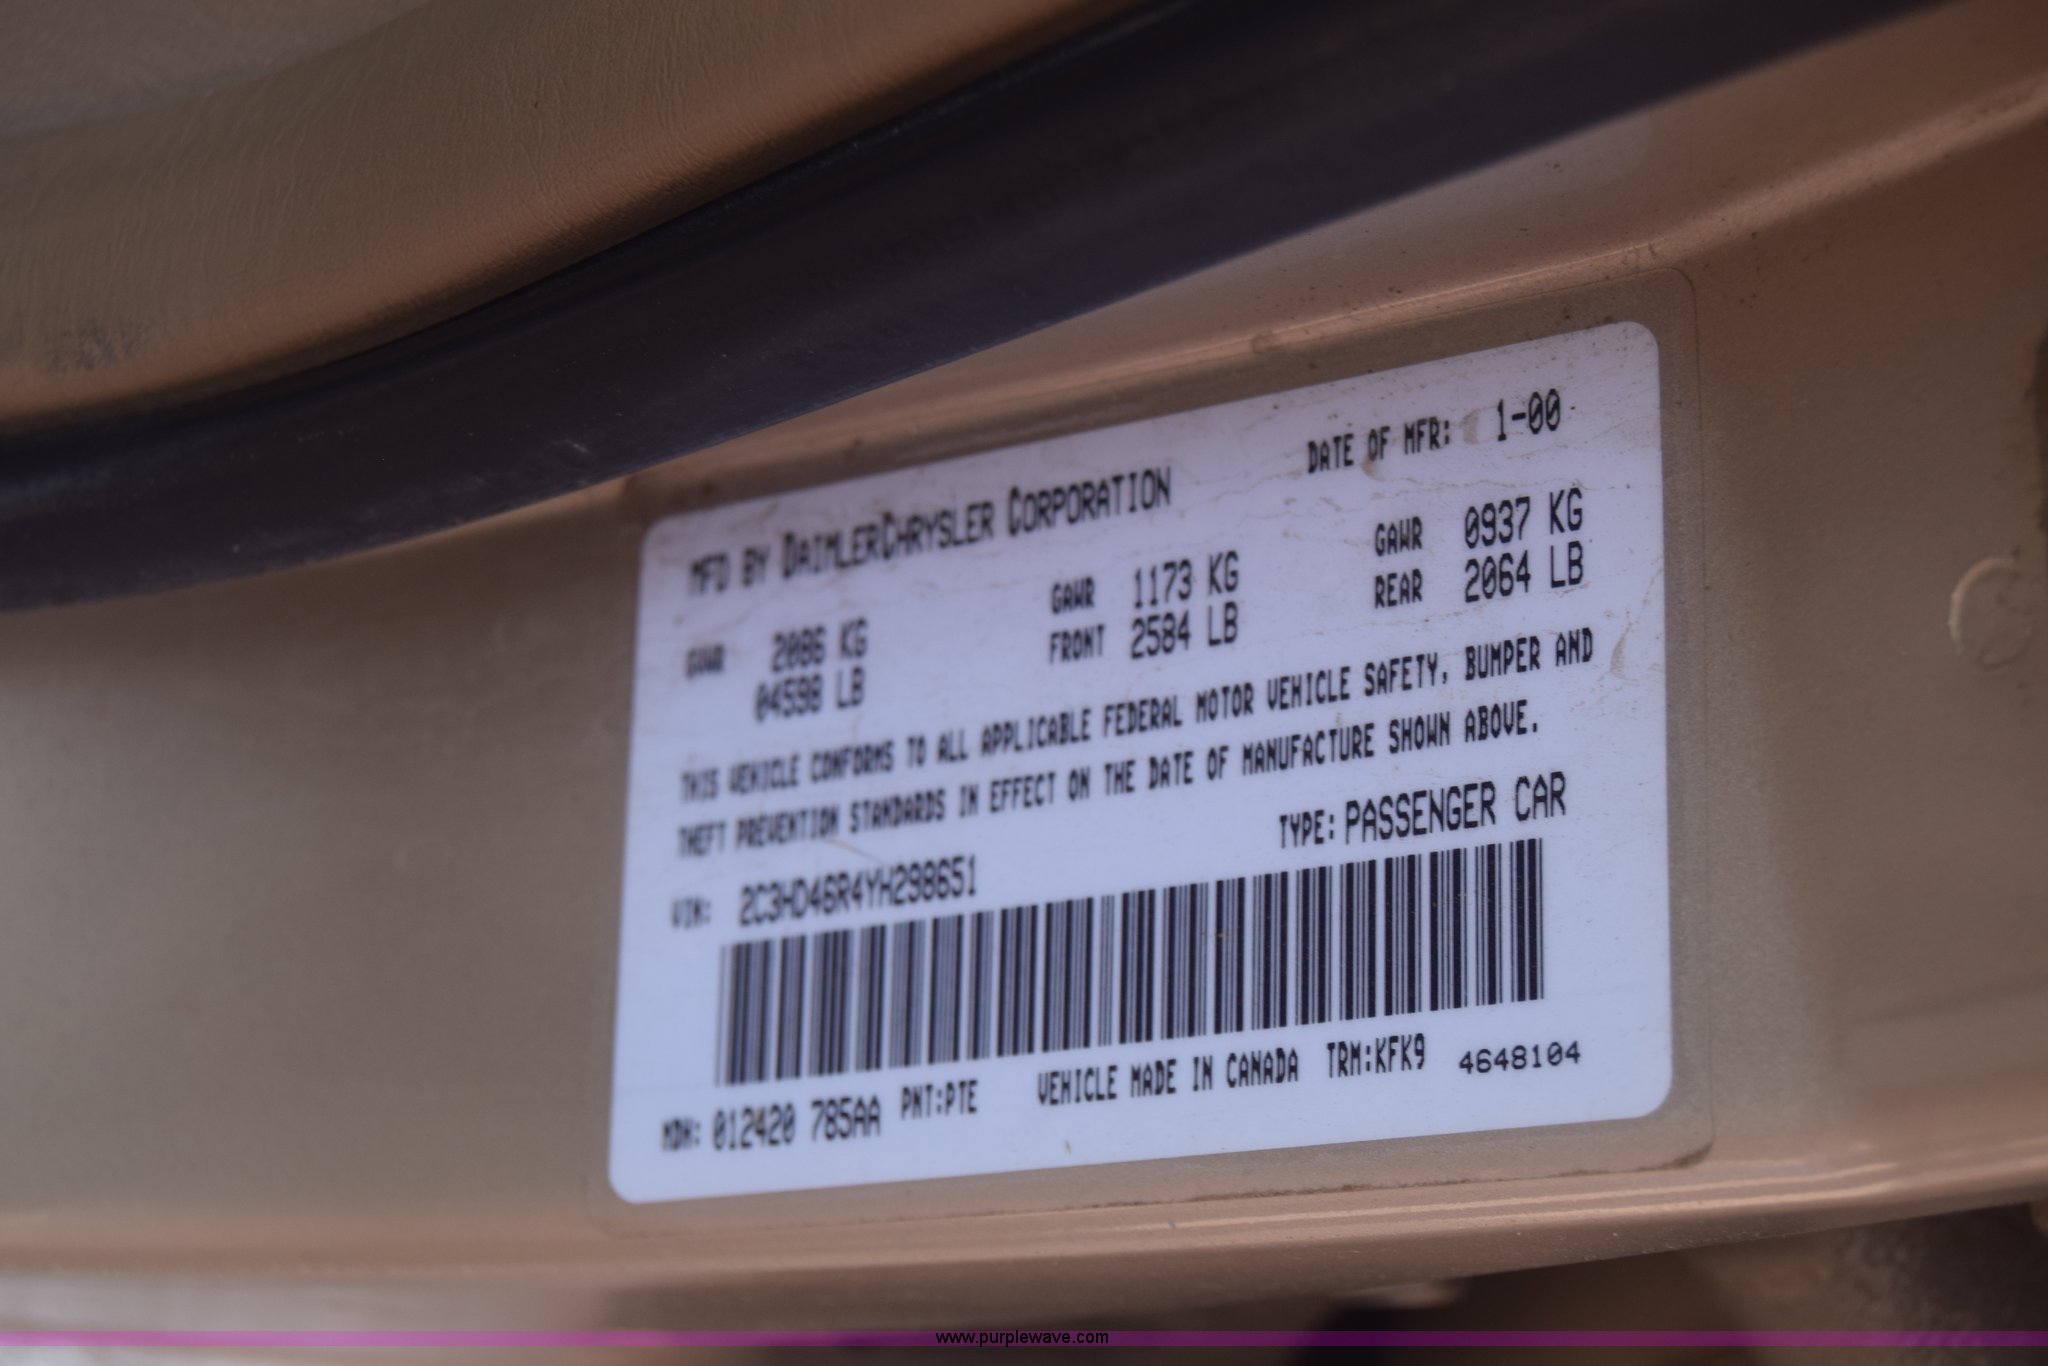 MFD BY DAIMLERCHRYSLER CORPORATION DATE OF MFR: 1-00
GVWR 2086 KG GAWR 1173 KG GAWR 0937 KG
04598 LB FRONT 2584 LB REAR 2064 LB
THIS VEHICLE CONFORMS TO ALL APPLICABLE FEDERAL MOTOR VEHICLE SAFETY, BUMPER AND
THEFT PREVENTION STANDARDS IN EFFECT ON THE DATE OF MANUFACTURE SHOWN ABOVE.
VIN: 2C3HD46R4YH298651 TYPE: PASSENGER CAR
MDH: 012420 785AA PNT:PTE VEHICLE MADE IN CANADA TRM:KFK9 4648104
www.purplewave.com